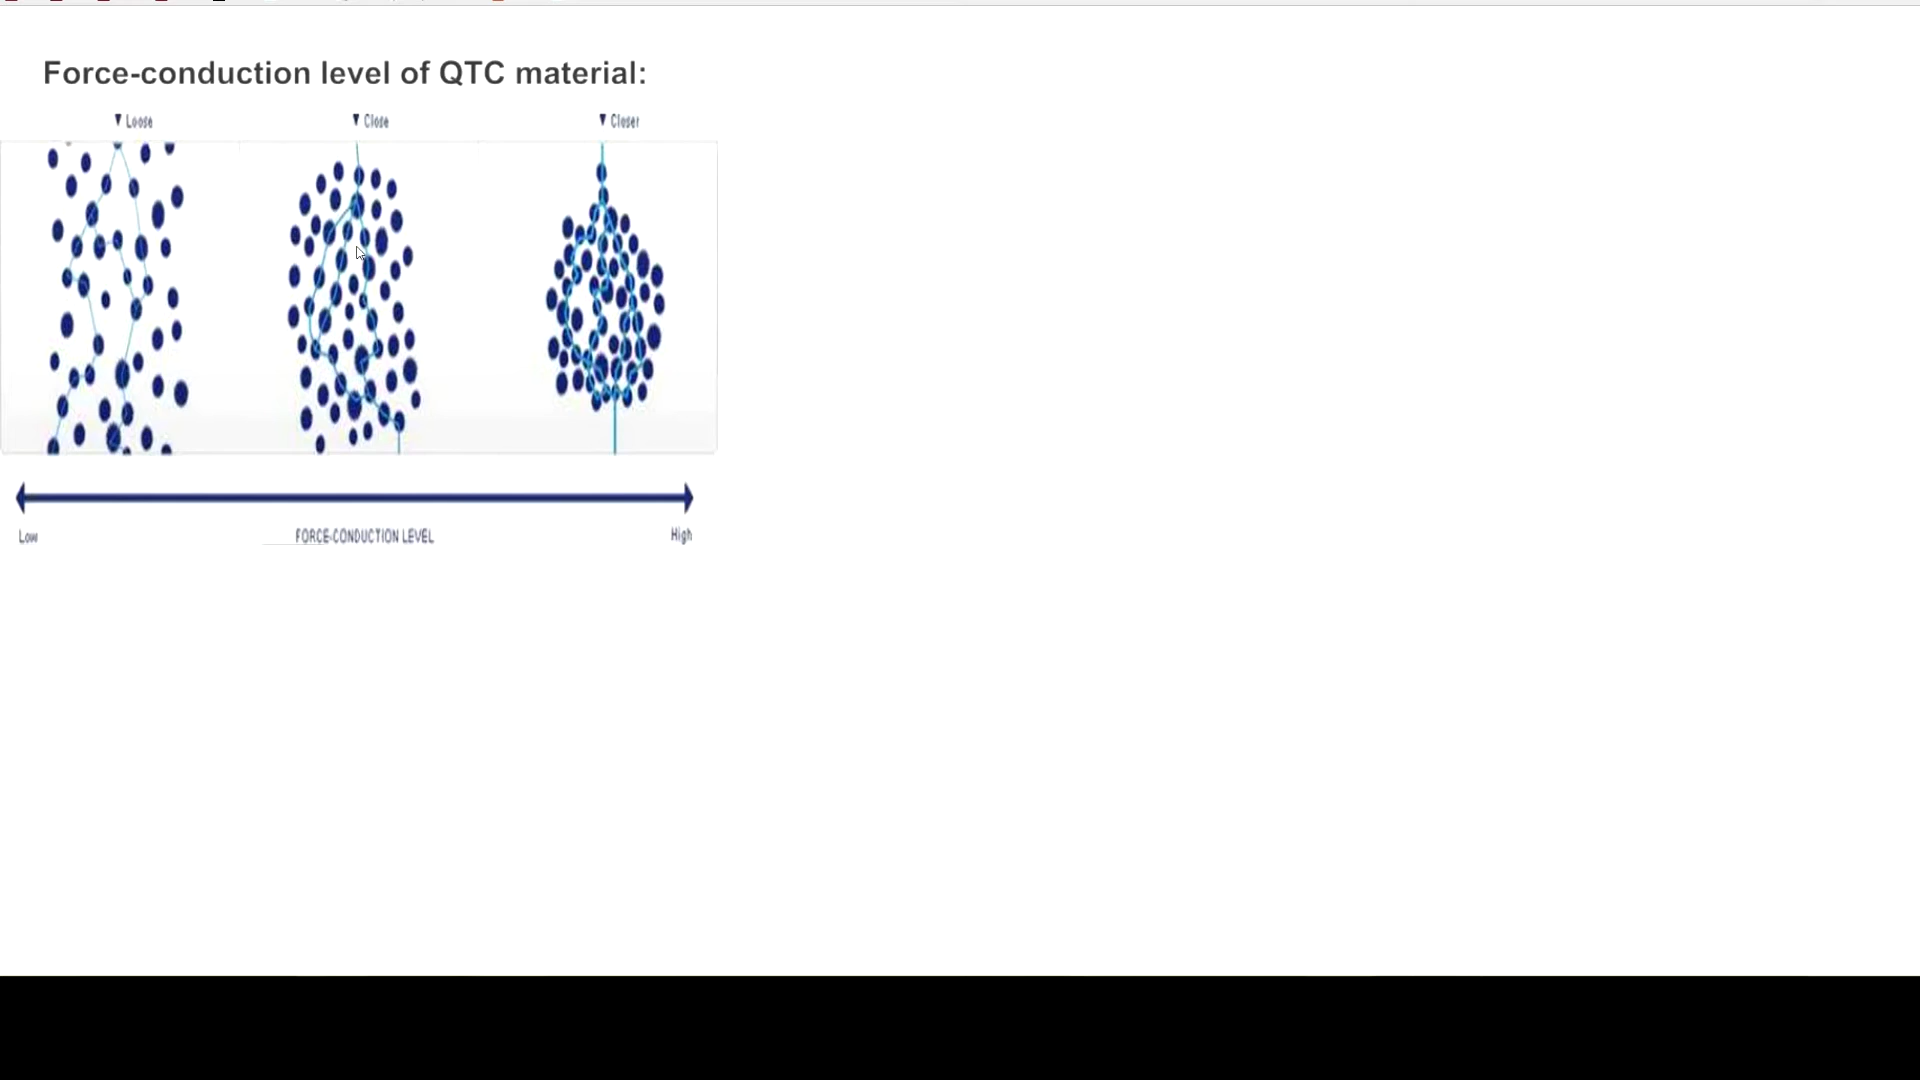 Force-conduction level of QTC material:
▼ Loose
▼ Close
▼ Closer
Low
FORCE-CONDUCTION LEVEL
High